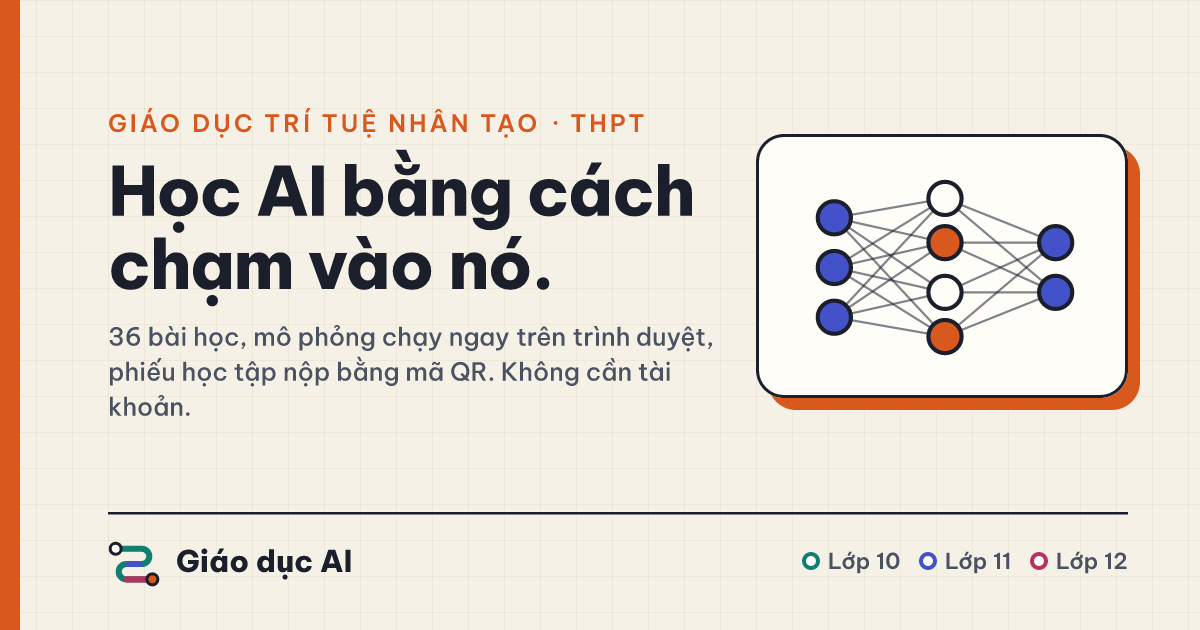 GIÁO DỤC TRÍ TUỆ NHÂN TẠO · THPT
Học AI bằng cách
chạm vào nó.
36 bài học, mô phỏng chạy ngay trên trình duyệt,
phiếu học tập nộp bằng mã QR. Không cần tài
khoản.
Giáo dục AI
Lớp 10
Lớp 11
Lớp 12